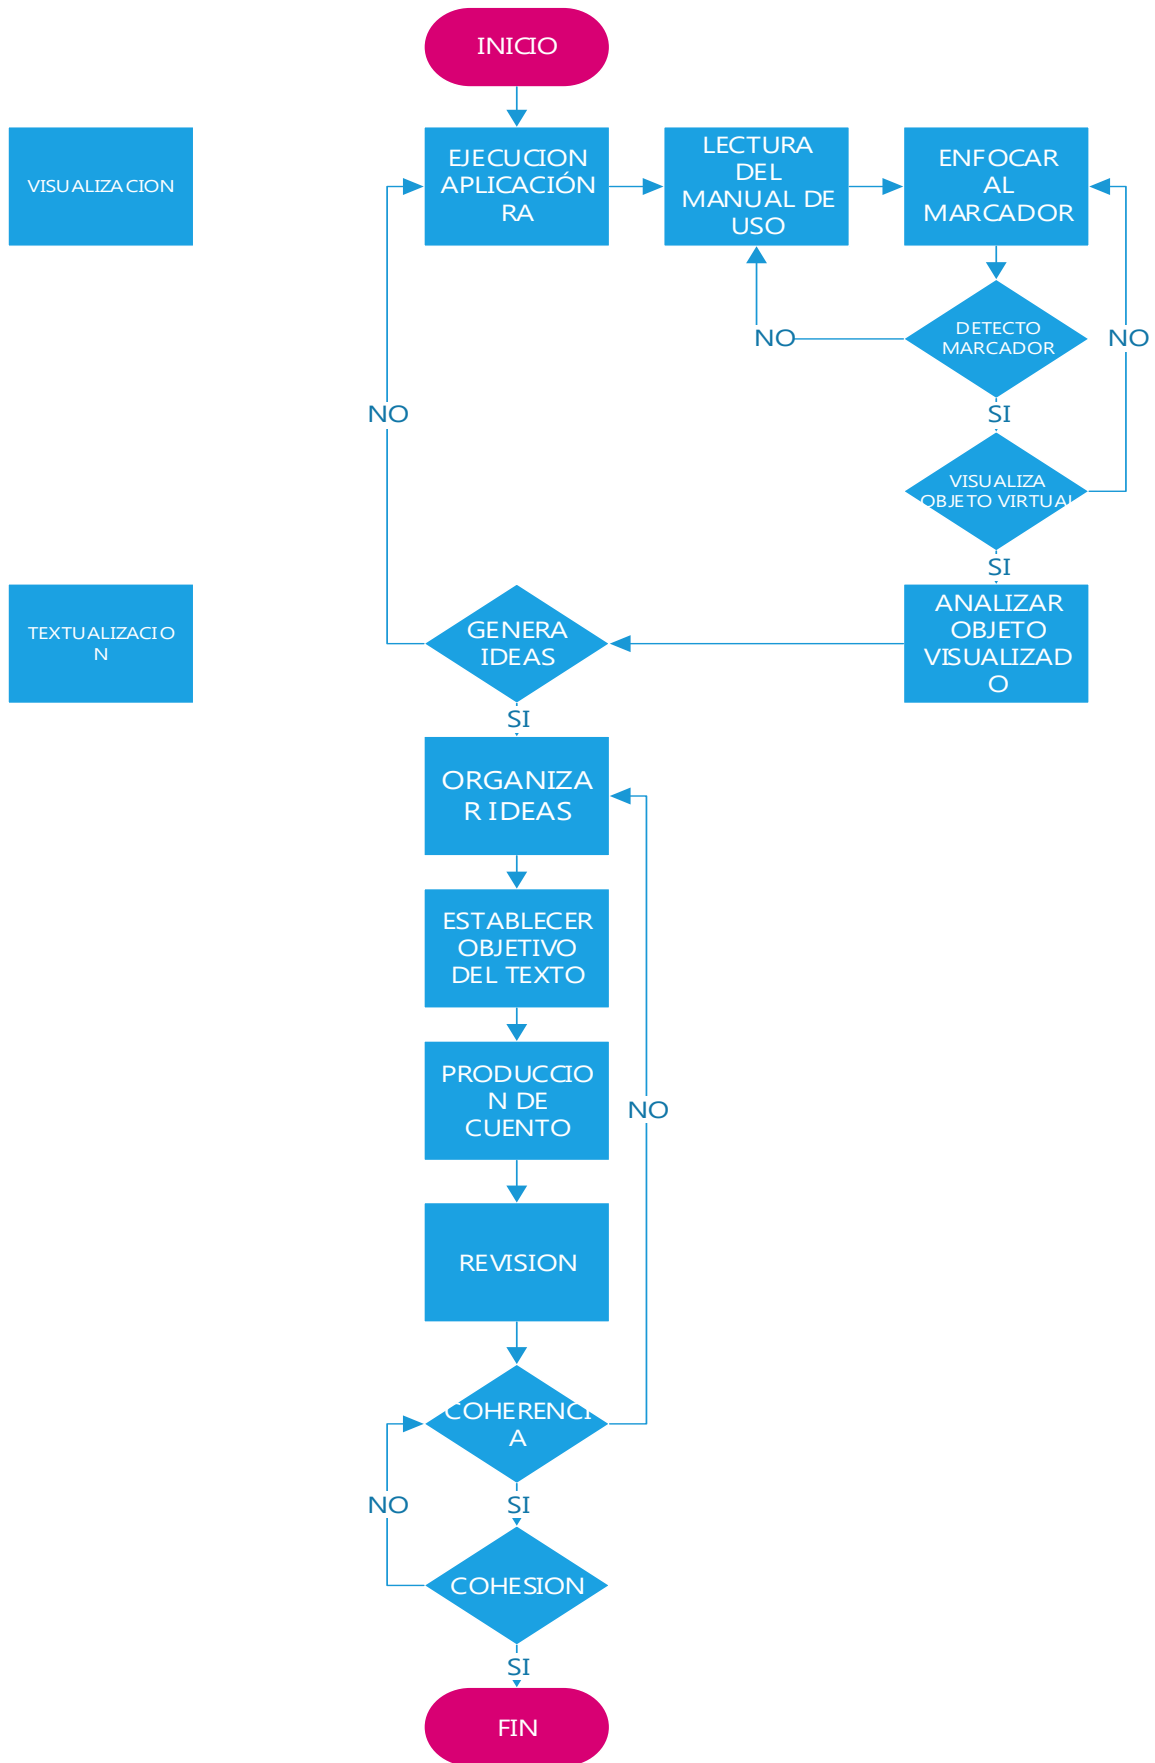 INICIO
VISUALIZACION
EJECUCION
APLICACIÓN
RA
LECTURA
DEL
MANUAL DE
USO
ENFOCAR
AL
MARCADOR
DETECTO
MARCADOR
NO
NO
NO
SI
VISUALIZA
OBJETO VIRTUAL
SI
TEXTUALIZACIO
N
GENERA
IDEAS
ANALIZAR
OBJETO
VISUALIZAD
O
SI
ORGANIZA
R IDEAS
ESTABLECER
OBJETIVO
DEL TEXTO
PRODUCCIO
N DE
CUENTO
NO
REVISION
COHERENCI
A
NO
SI
COHESION
SI
FIN